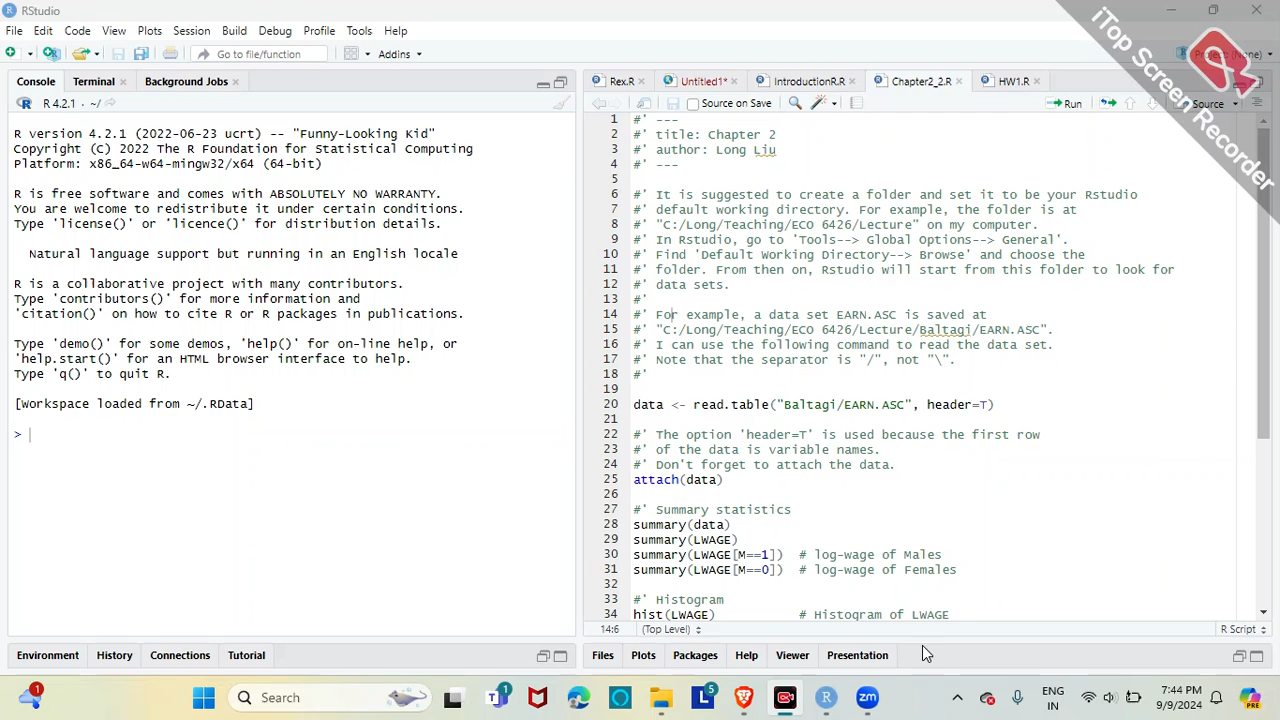 RStudio
File Edit Code View Plots Session Build Debug Profile Tools Help
Go to file/function Addins Project: (None)
iTop Screen Recorder
Console Terminal Background Jobs
R 4.2.1 · ~/
R version 4.2.1 (2022-06-23 ucrt) -- "Funny-Looking Kid"
Copyright (C) 2022 The R Foundation for Statistical Computing
Platform: x86_64-w64-mingw32/x64 (64-bit)
R is free software and comes with ABSOLUTELY NO WARRANTY.
You are welcome to redistribute it under certain conditions.
Type 'license()' or 'licence()' for distribution details.
Natural language support but running in an English locale
R is a collaborative project with many contributors.
Type 'contributors()' for more information and
'citation()' on how to cite R or R packages in publications.
Type 'demo()' for some demos, 'help()' for on-line help, or
'help.start()' for an HTML browser interface to help.
Type 'q()' to quit R.
[Workspace loaded from ~/.RData]
>
Rex.R Untitled1* IntroductionR.R Chapter2_2.R HW1.R
Source on Save Run Source
1 #' ---
2 #' title: Chapter 2
3 #' author: Long Liu
4 #' ---
5
6 #' It is suggested to create a folder and set it to be your Rstudio
7 #' default working directory. For example, the folder is at
8 #' "C:/Long/Teaching/ECO 6426/Lecture" on my computer.
9 #' In Rstudio, go to 'Tools--> Global Options--> General'.
10 #' Find 'Default Working Directory--> Browse' and choose the
11 #' folder. From then on, Rstudio will start from this folder to look for
12 #' data sets.
13 #'
14 #' For example, a data set EARN.ASC is saved at
15 #' "C:/Long/Teaching/ECO 6426/Lecture/Baltagi/EARN.ASC".
16 #' I can use the following command to read the data set.
17 #' Note that the separator is "/", not "\".
18 #'
19
20 data <- read.table("Baltagi/EARN.ASC", header=T)
21
22 #' The option 'header=T' is used because the first row
23 #' of the data is variable names.
24 #' Don't forget to attach the data.
25 attach(data)
26
27 #' Summary statistics
28 summary(data)
29 summary(LWAGE)
30 summary(LWAGE[M==1]) # log-wage of Males
31 summary(LWAGE[M==0]) # log-wage of Females
32
33 #' Histogram
34 hist(LWAGE) # Histogram of LWAGE
14:6 (Top Level) R Script
Environment History Connections Tutorial
Files Plots Packages Help Viewer Presentation
1 Search 1 5 zm ENG
IN 7:44 PM
9/9/2024 PRE